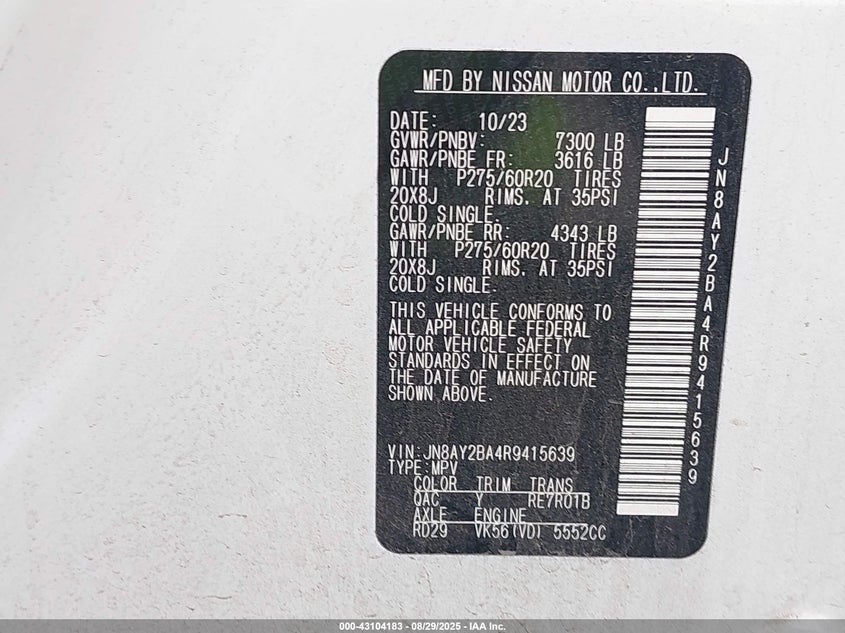 MFD BY NISSAN MOTOR CO.,LTD.
DATE: 10/23
GVWR/PNBV: 7300 LB
GAWR/PNBE FR: 3616 LB
WITH P275/60R20 TIRES
20X8J RIMS. AT 35PSI
COLD SINGLE.
GAWR/PNBE RR: 4343 LB
WITH P275/60R20 TIRES
20X8J RIMS. AT 35PSI
COLD SINGLE.
THIS VEHICLE CONFORMS TO
ALL APPLICABLE FEDERAL
MOTOR VEHICLE SAFETY
STANDARDS IN EFFECT ON
THE DATE OF MANUFACTURE
SHOWN ABOVE.
VIN:JN8AY2BA4R9415639
TYPE:MPV
COLOR TRIM TRANS
QAC Y RE7R01B
AXLE ENGINE
RD29 VK56(VD) 5552CC
JN8AY2BA4R9415639
000-43104183 - 08/29/2025 - IAA Inc.